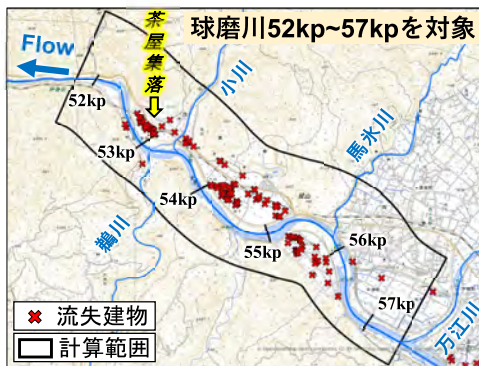 球磨川52kp~57kpを対象
Flow
茶屋集落
小川
馬氷川
52kp
53kp
54kp
鵜川
55kp
56kp
57kp
万江川
流失建物
計算範囲